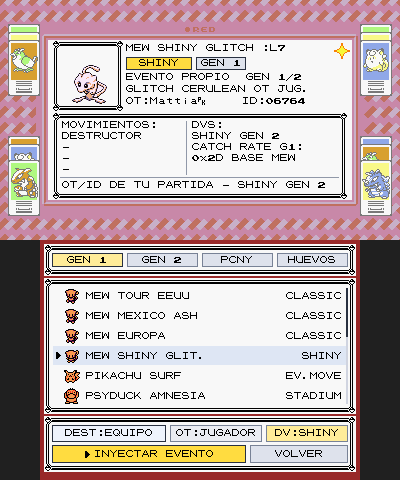 RED
MEW SHINY GLITCH :L7
SHINY GEN 1
EVENTO PROPIO GEN 1/2
GLITCH CERULEAN OT JUG.
OT:MattiaPk ID:06764
MOVIMIENTOS:
DESTRUCTOR
–
–
–
DVS:
SHINY GEN 2
CATCH RATE G1:
0x2D BASE MEW
OT/ID DE TU PARTIDA – SHINY GEN 2
GEN 1 GEN 2 PCNY HUEVOS
MEW TOUR EEUU CLASSIC
MEW MEXICO ASH CLASSIC
MEW EUROPA CLASSIC
MEW SHINY GLIT. SHINY
PIKACHU SURF EV.MOVE
PSYDUCK AMNESIA STADIUM
DEST:EQUIPO OT:JUGADOR DV:SHINY
INYECTAR EVENTO VOLVER